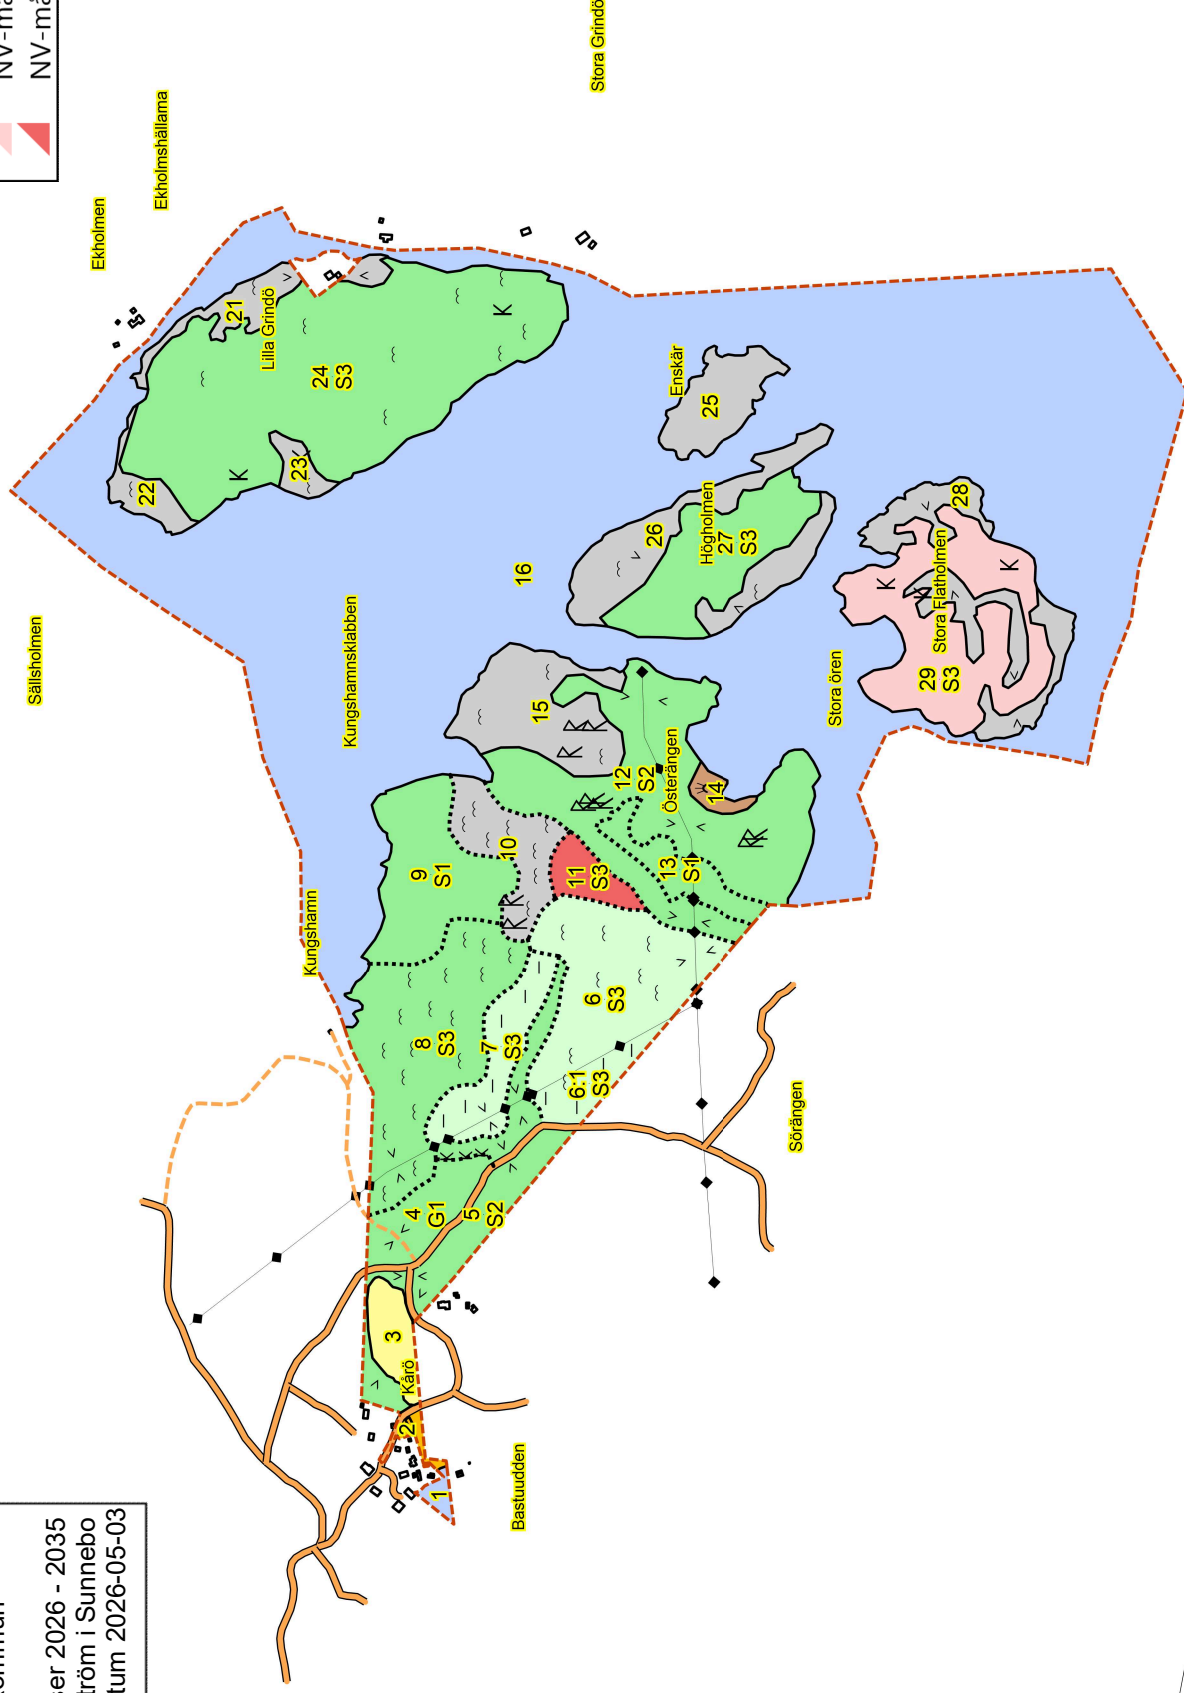 ser 2026 - 2035
tröm i Sunnebo
tum 2026-05-03
NV-må
Sällsholmen
Ekholmen
Ekholmshällarna
Stora Grindö
Kungshamn
Kungshamnsklabben
Lilla Grindö
Enskär
Högholmen
Stora Flatholmen
Stora ören
Österängen
Sörängen
Bastuudden
Kårö
1
2
3
4
G1
5
S2
6
S3
6:1
S3
7
S3
8
S3
9
S1
10
11
S3
12
S2
13
S1
14
15
16
21
22
23
24
S3
25
26
27
S3
28
29
S3
K
K
K
K
K
K
K
K
R
R
R